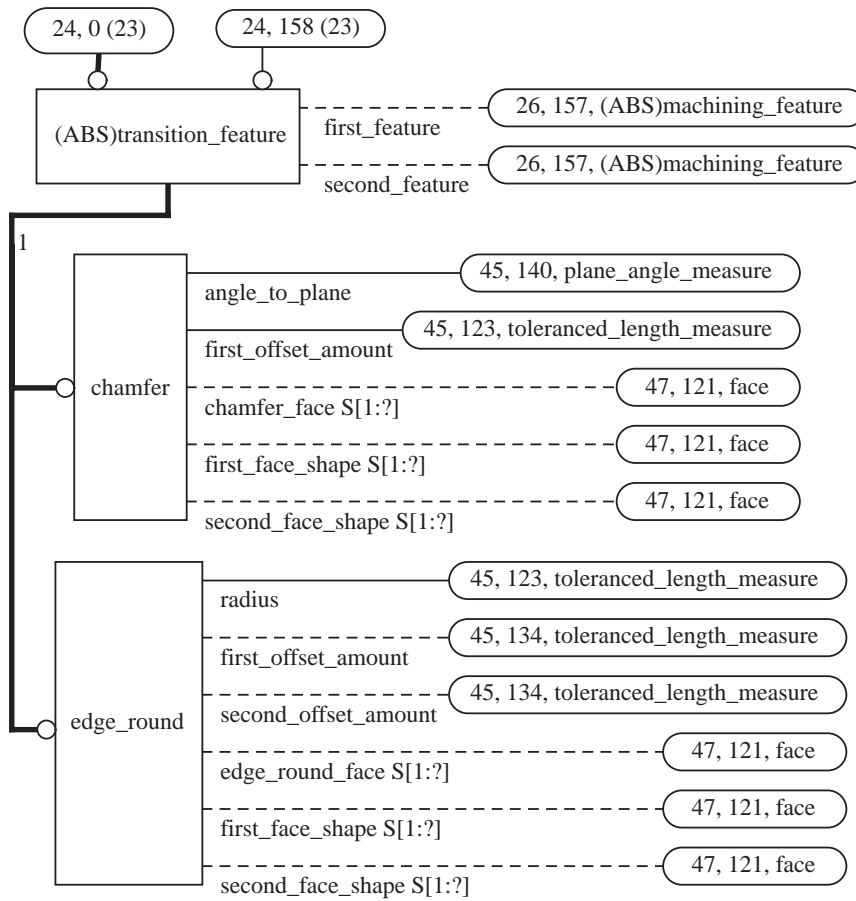 24, 0 (23)
24, 158 (23)
(ABS)transition_feature
26, 157, (ABS)machining_feature
first_feature
26, 157, (ABS)machining_feature
second_feature
1
chamfer
45, 140, plane_angle_measure
angle_to_plane
45, 123, toleranced_length_measure
first_offset_amount
47, 121, face
chamfer_face S[1:?]
47, 121, face
first_face_shape S[1:?]
47, 121, face
second_face_shape S[1:?]
edge_round
45, 123, toleranced_length_measure
radius
45, 134, toleranced_length_measure
first_offset_amount
45, 134, toleranced_length_measure
second_offset_amount
47, 121, face
edge_round_face S[1:?]
47, 121, face
first_face_shape S[1:?]
47, 121, face
second_face_shape S[1:?]